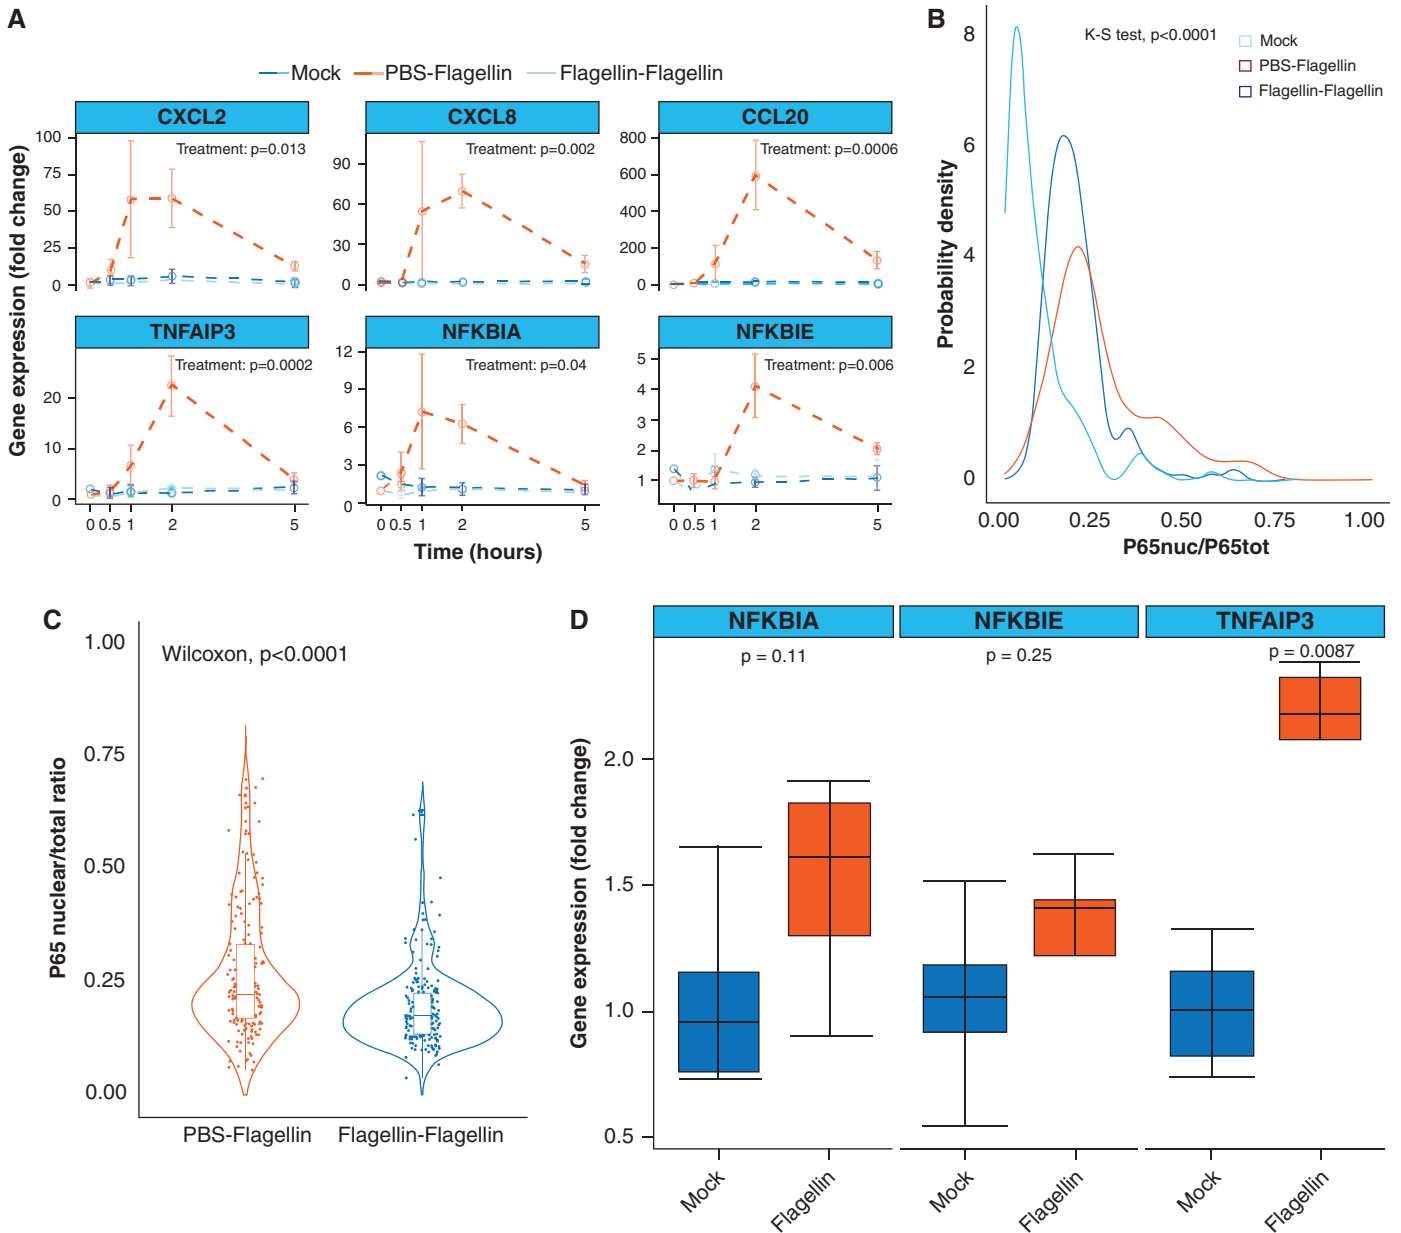 A
Mock PBS-Flagellin Flagellin-Flagellin
Gene expression (fold change)
CXCL2
Treatment: p=0.013
100
75
50
25
0
CXCL8
Treatment: p=0.002
90
60
30
0
CCL20
Treatment: p=0.0006
800
600
400
200
0
TNFAIP3
Treatment: p=0.0002
20
10
0
0 0.5 1 2 5
NFKBIA
Treatment: p=0.04
12
9
6
3
0
0 0.5 1 2 5
NFKBIE
Treatment: p=0.006
5
4
3
2
1
0 0.5 1 2 5
Time (hours)
B
K-S test, p<0.0001
Mock
PBS-Flagellin
Flagellin-Flagellin
Probability density
8
6
4
2
0
0.00 0.25 0.50 0.75 1.00
P65nuc/P65tot
C
Wilcoxon, p<0.0001
P65 nuclear/total ratio
1.00
0.75
0.50
0.25
0.00
PBS-Flagellin Flagellin-Flagellin
D
Gene expression (fold change)
2.0
1.5
1.0
0.5
NFKBIA
p = 0.11
Mock
Flagellin
NFKBIE
p = 0.25
Mock
Flagellin
TNFAIP3
p = 0.0087
Mock
Flagellin